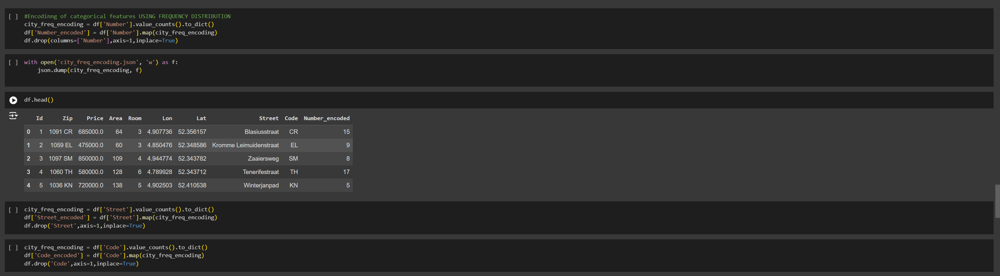 [ ] #Encodinng of categorical features USING FREQUENCY DISTRIBUTION
city_freq_encoding = df['Number'].value_counts().to_dict()
df['Number_encoded'] = df['Number'].map(city_freq_encoding)
df.drop(columns=['Number'],axis=1,inplace=True)
[ ] with open('city_freq_encoding.json', 'w') as f:
    json.dump(city_freq_encoding, f)
df.head()
Id Zip Price Area Room Lon Lat Street Code Number_encoded
0 1 1091 CR 685000.0 64 3 4.907736 52.356157 Blasiusstraat CR 15
1 2 1059 EL 475000.0 60 3 4.850476 52.348586 Kromme Leimuidenstraat EL 9
2 3 1097 SM 850000.0 109 4 4.944774 52.343782 Zaaiersweg SM 8
3 4 1060 TH 580000.0 128 6 4.789928 52.343712 Tenerifestraat TH 17
4 5 1036 KN 720000.0 138 5 4.902503 52.410538 Winterjanpad KN 5
[ ] city_freq_encoding = df['Street'].value_counts().to_dict()
df['Street_encoded'] = df['Street'].map(city_freq_encoding)
df.drop('Street',axis=1,inplace=True)
[ ] city_freq_encoding = df['Code'].value_counts().to_dict()
df['Code_encoded'] = df['Code'].map(city_freq_encoding)
df.drop('Code',axis=1,inplace=True)